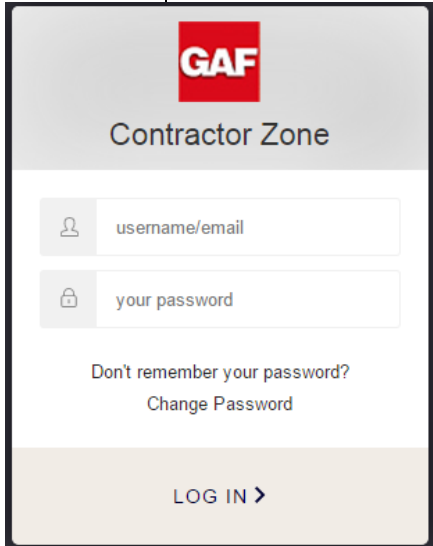 GAF
Contractor Zone
username/email
your password
Don't remember your password?
Change Password
LOG IN